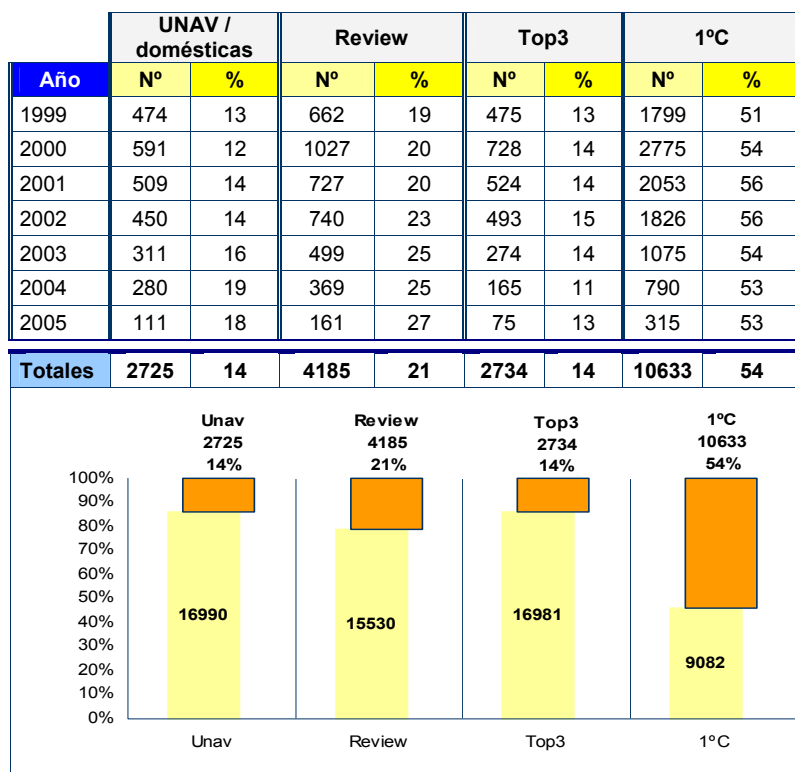 UNAV / domésticas Review Top3 1ºC
Año Nº % Nº % Nº % Nº %
1999 474 13 662 19 475 13 1799 51
2000 591 12 1027 20 728 14 2775 54
2001 509 14 727 20 524 14 2053 56
2002 450 14 740 23 493 15 1826 56
2003 311 16 499 25 274 14 1075 54
2004 280 19 369 25 165 11 790 53
2005 111 18 161 27 75 13 315 53
Totales 2725 14 4185 21 2734 14 10633 54
Unav Review Top3 1ºC
2725 4185 2734 10633
14% 21% 14% 54%
100%
90%
80%
70%
60%
50%
40%
30%
20%
10%
0%
16990 15530 16981 9082
Unav Review Top3 1ºC